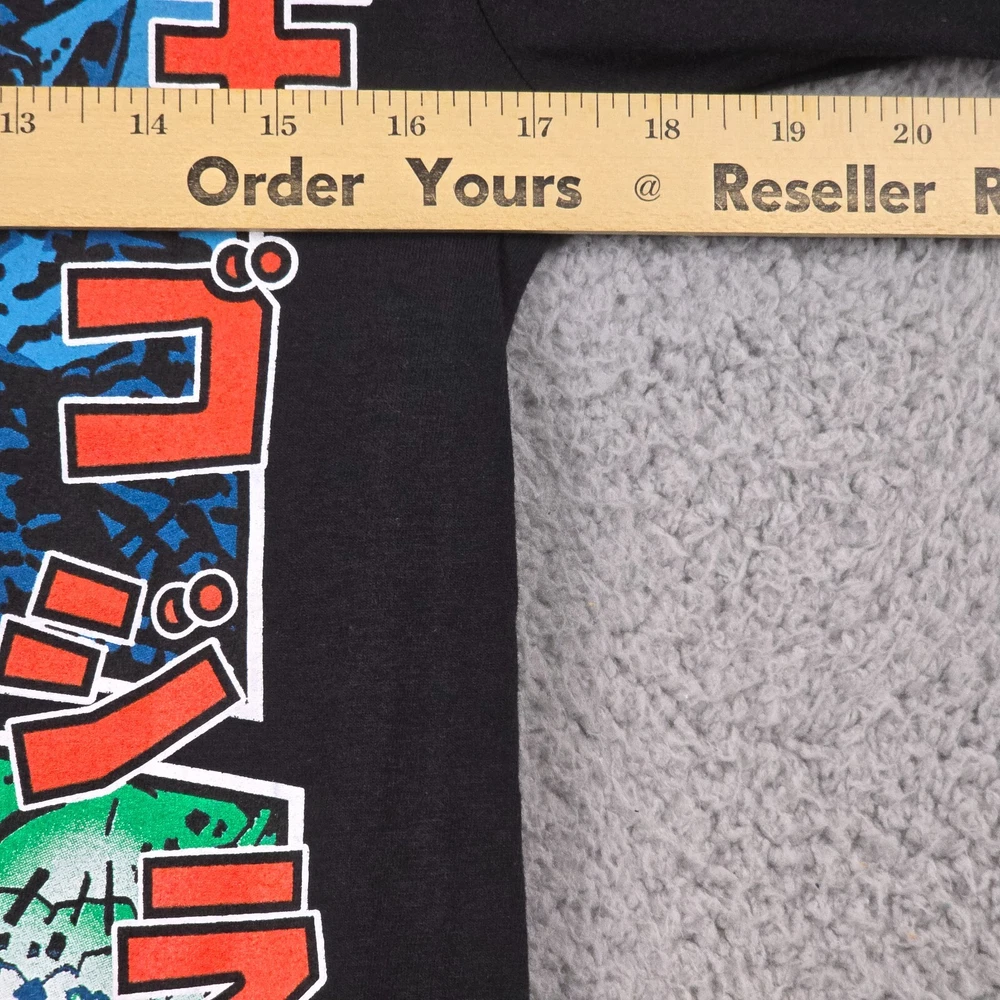 13 14 15 16 17 18 19 20
Order Yours @ Reseller R
ゴジラ